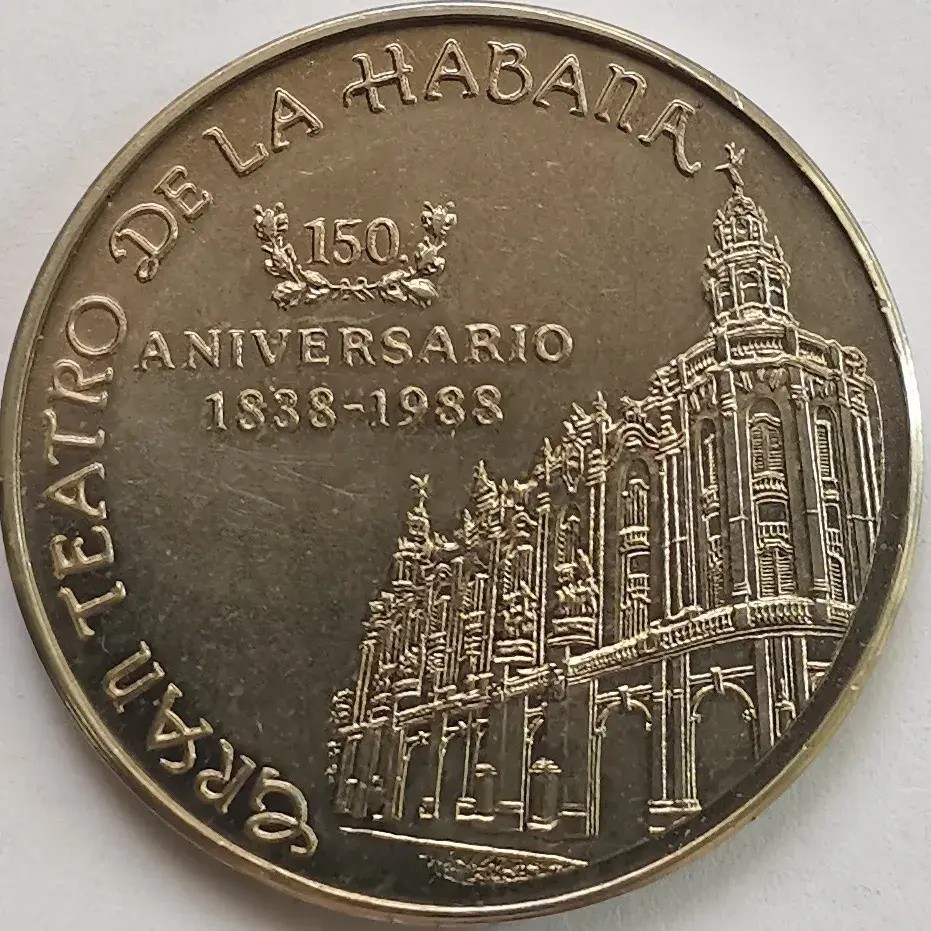 GRAN TEATRO DE LA HABANA
150.
ANIVERSARIO
1838-1988